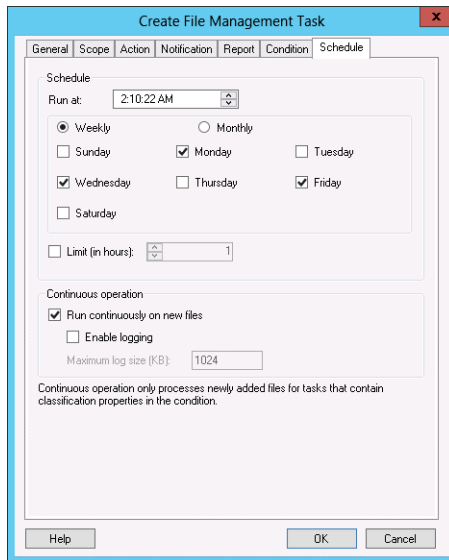 Create File Management Task
x
General Scope Action Notification Report Condition Schedule
Schedule
Run at: 2:10:22 AM
Weekly Monthly
Sunday Monday Tuesday
Wednesday Thursday Friday
Saturday
Limit (in hours): 1
Continuous operation
Run continuously on new files
Enable logging
Maximum log size (KB): 1024
Continuous operation only processes newly added files for tasks that contain
classification properties in the condition.
Help OK Cancel